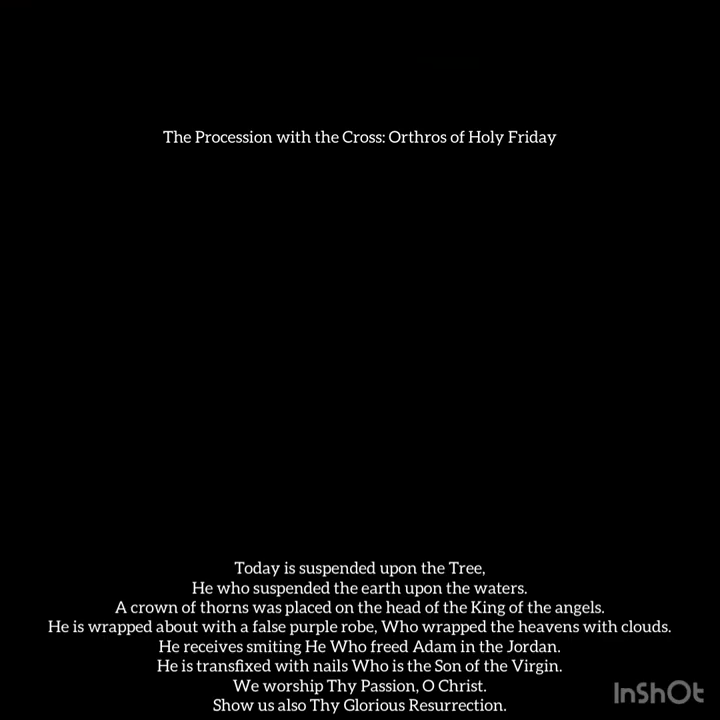 The Procession with the Cross: Orthros of Holy Friday
Today is suspended upon the Tree,
He who suspended the earth upon the waters.
A crown of thorns was placed on the head of the King of the angels.
He is wrapped about with a false purple robe, Who wrapped the heavens with clouds.
He receives smiting He Who freed Adam in the Jordan.
He is transfixed with nails Who is the Son of the Virgin.
We worship Thy Passion, O Christ.
Show us also Thy Glorious Resurrection.
InShOt